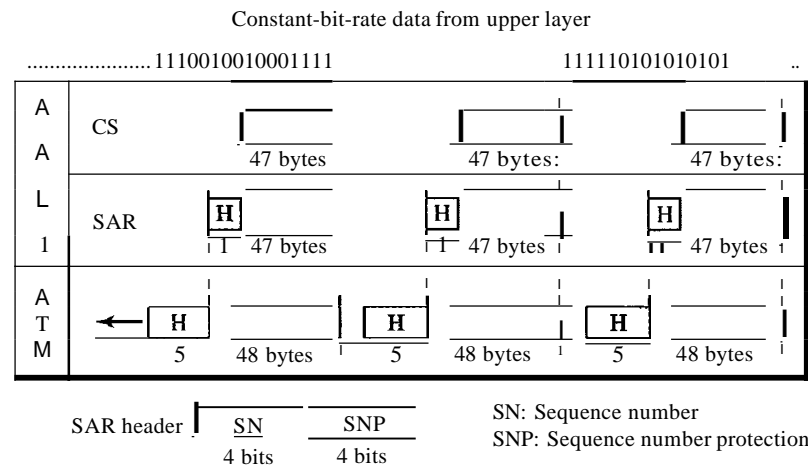 Constant-bit-rate data from upper layer
......................1110010010001111 111110101010101 ..
A A L 1
CS
47 bytes 47 bytes: 47 bytes:
SAR
H H H
1 47 bytes 1 47 bytes 47 bytes
A T M
H H H
5 48 bytes 5 48 bytes 5 48 bytes
SAR header SN SNP
4 bits 4 bits
SN: Sequence number
SNP: Sequence number protection